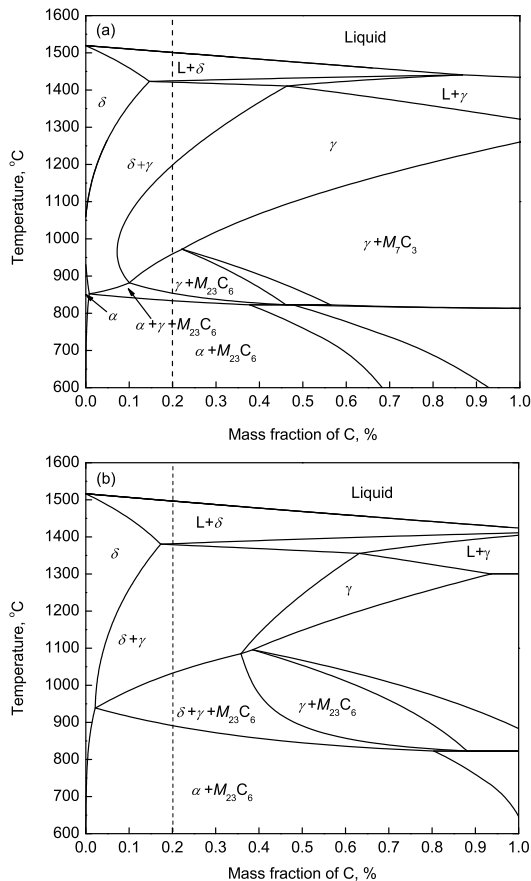 (a)
1600
1500
1400
1300
1200
1100
1000
900
800
700
600
Temperature, °C
Liquid
L+δ
L+γ
δ
δ+γ
γ
γ+M₇C₃
γ+M₂₃C₆
α
α+γ+M₂₃C₆
α+M₂₃C₆
0.0 0.1 0.2 0.3 0.4 0.5 0.6 0.7 0.8 0.9 1.0
Mass fraction of C, %
(b)
1600
1500
1400
1300
1200
1100
1000
900
800
700
600
Temperature, °C
Liquid
L+δ
L+γ
δ
γ
δ+γ
δ+γ+M₂₃C₆
γ+M₂₃C₆
α+M₂₃C₆
0.0 0.1 0.2 0.3 0.4 0.5 0.6 0.7 0.8 0.9 1.0
Mass fraction of C, %